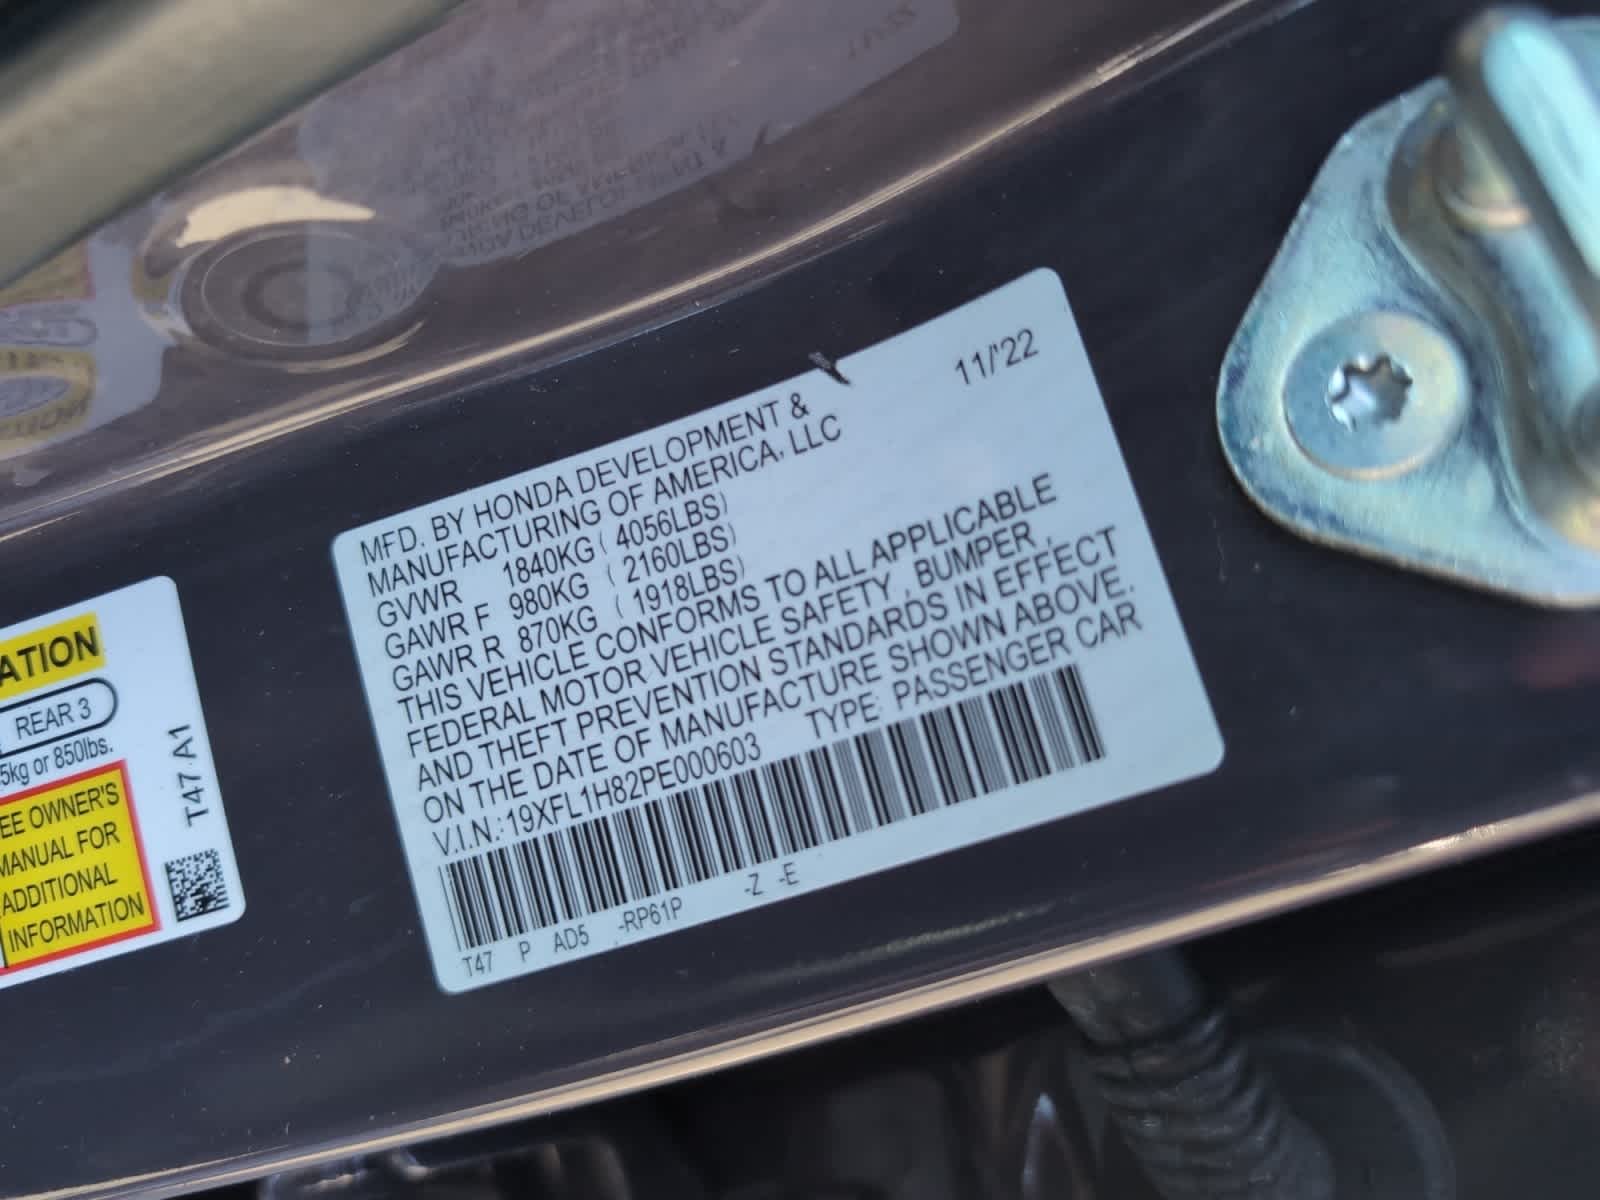 11/'22
MFD. BY HONDA DEVELOPMENT &
MANUFACTURING OF AMERICA, LLC
GVWR 1840KG ( 4056LBS)
GAWR F 980KG ( 2160LBS)
GAWR R 870KG ( 1918LBS)
THIS VEHICLE CONFORMS TO ALL APPLICABLE
FEDERAL MOTOR VEHICLE SAFETY, BUMPER,
AND THEFT PREVENTION STANDARDS IN EFFECT
ON THE DATE OF MANUFACTURE SHOWN ABOVE.
V.I.N.:19XFL1H82PE000603 TYPE: PASSENGER CAR
T47 P AD5 -RP61P -Z -E
ATION
REAR 3
5kg or 850lbs.
EE OWNER'S
MANUAL FOR
ADDITIONAL
INFORMATION
T47 A1